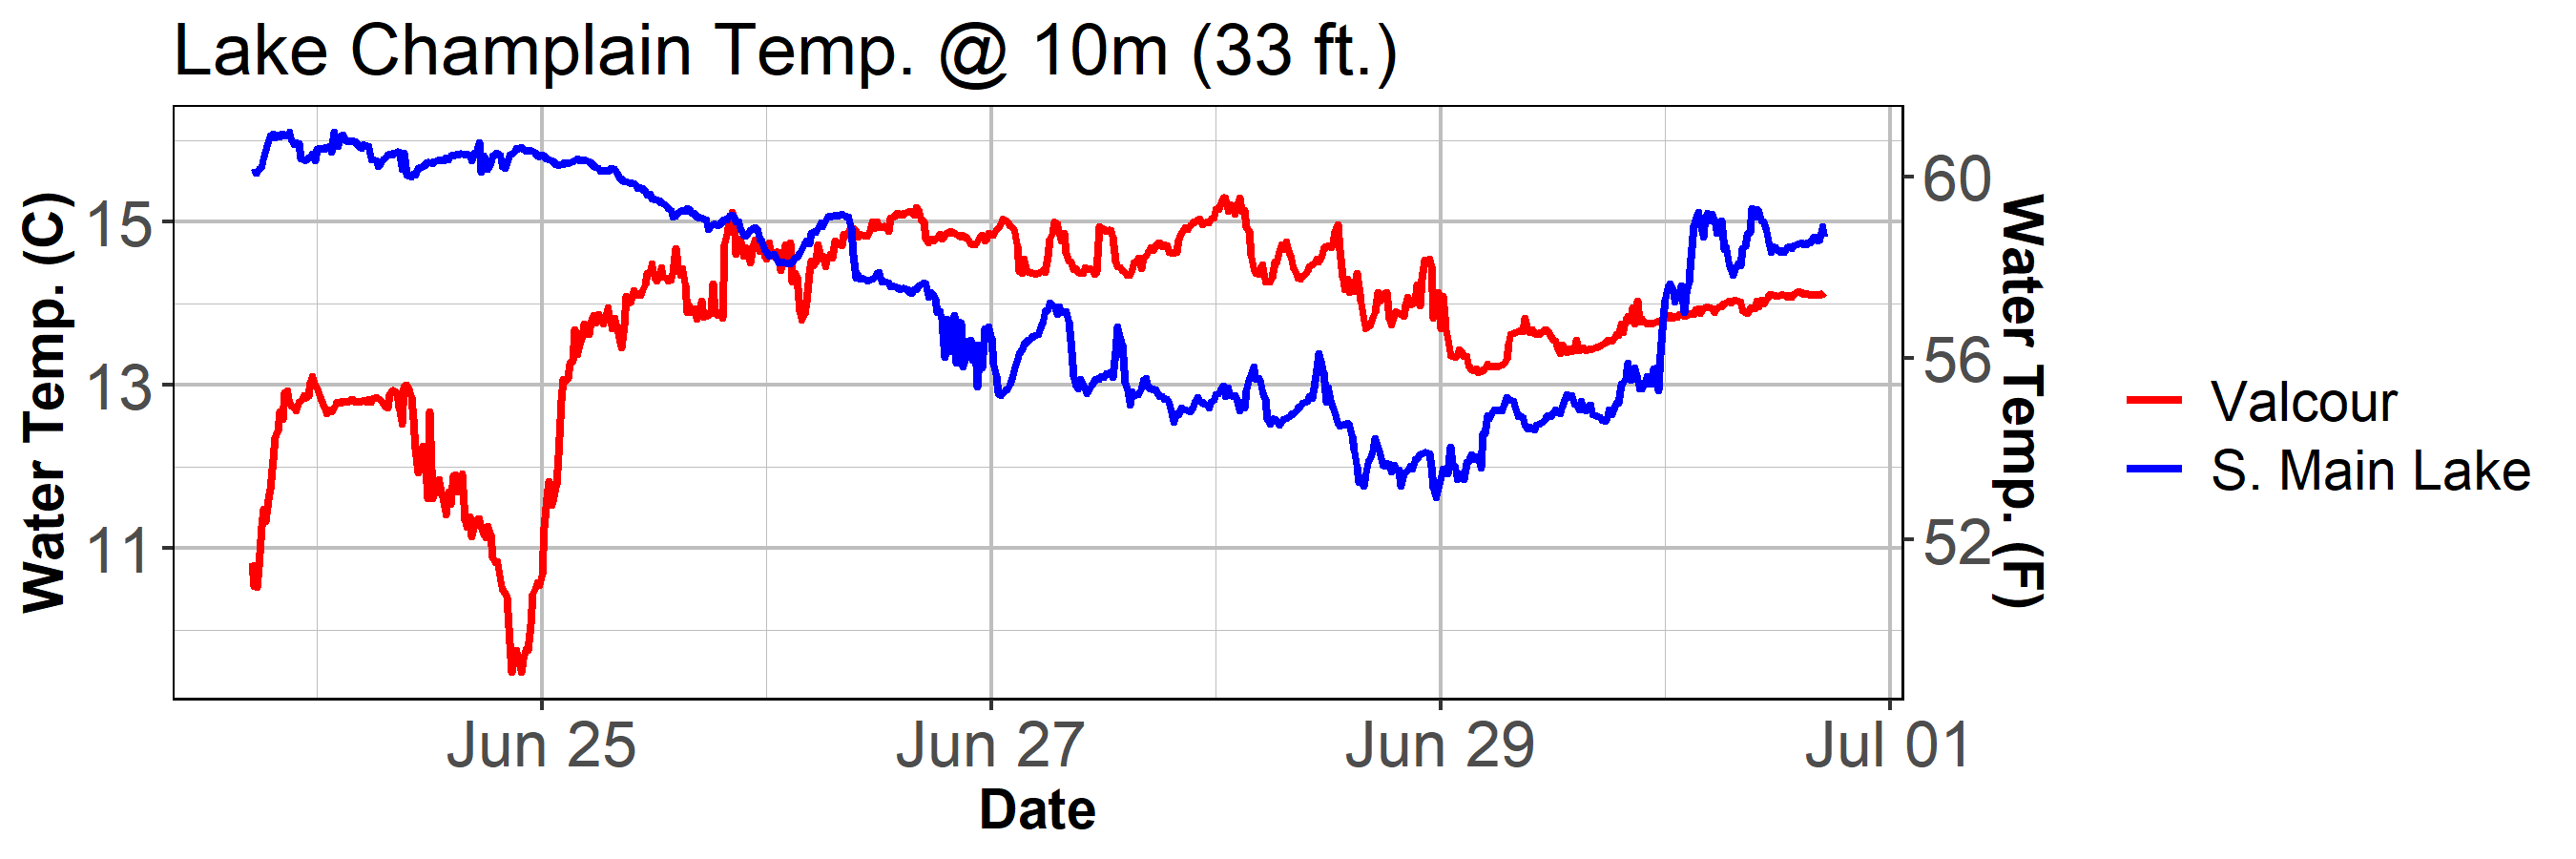 Lake Champlain Temp. @ 10m (33 ft.)
Water Temp. (C)
15
13
11
60
56
52
Water Temp. (F)
Jun 25
Jun 27
Jun 29
Jul 01
Date
Valcour
S. Main Lake